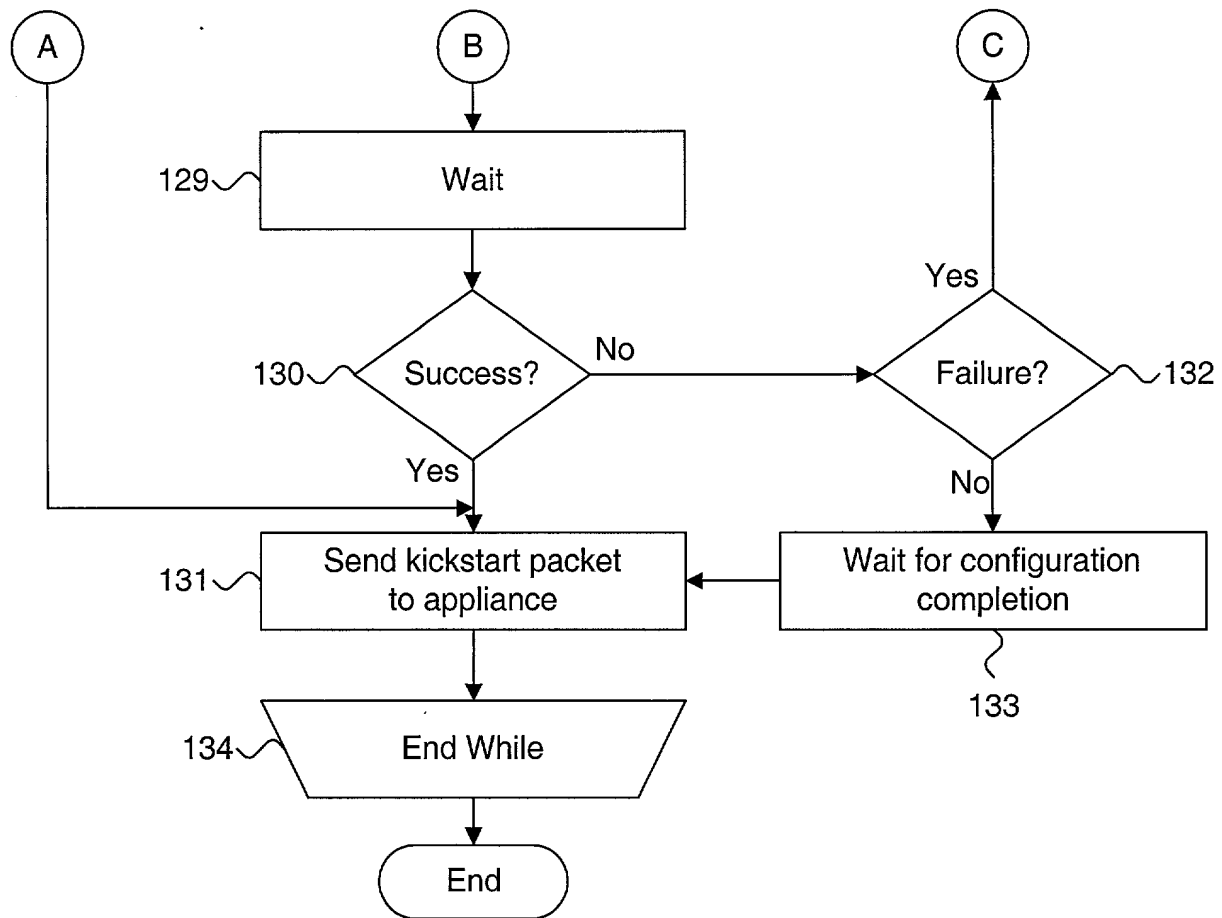 A
B
C
129
Wait
Yes
130
Success?
No
Failure?
132
Yes
No
131
Send kickstart packet
to appliance
Wait for configuration
completion
133
134
End While
End